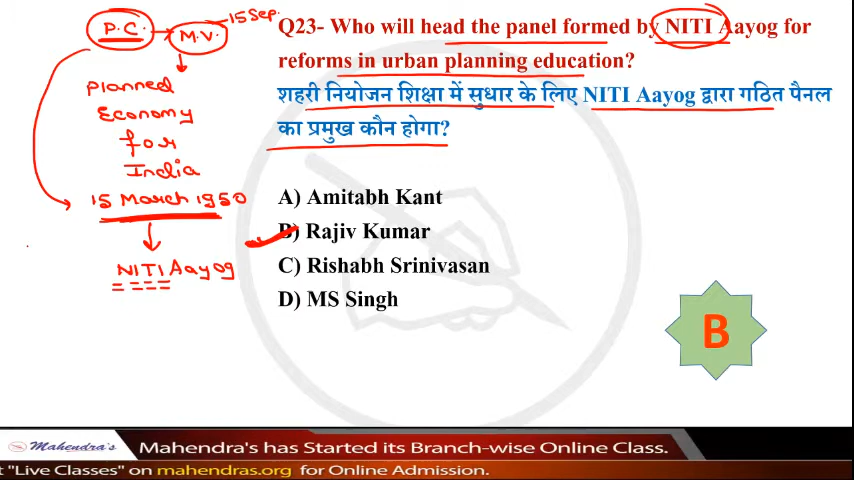 P.C.
M.V.
15 Sep.
Planned
Economy
for
India
15 March 1950
NITI Aayog
Q23- Who will head the panel formed by NITI Aayog for
reforms in urban planning education?
शहरी नियोजन शिक्षा में सुधार के लिए NITI Aayog द्वारा गठित पैनल
का प्रमुख कौन होगा?
A) Amitabh Kant
B) Rajiv Kumar
C) Rishabh Srinivasan
D) MS Singh
B
Mahendra's
Mahendra's has Started its Branch-wise Online Class.
t "Live Classes" on mahendras.org for Online Admission.